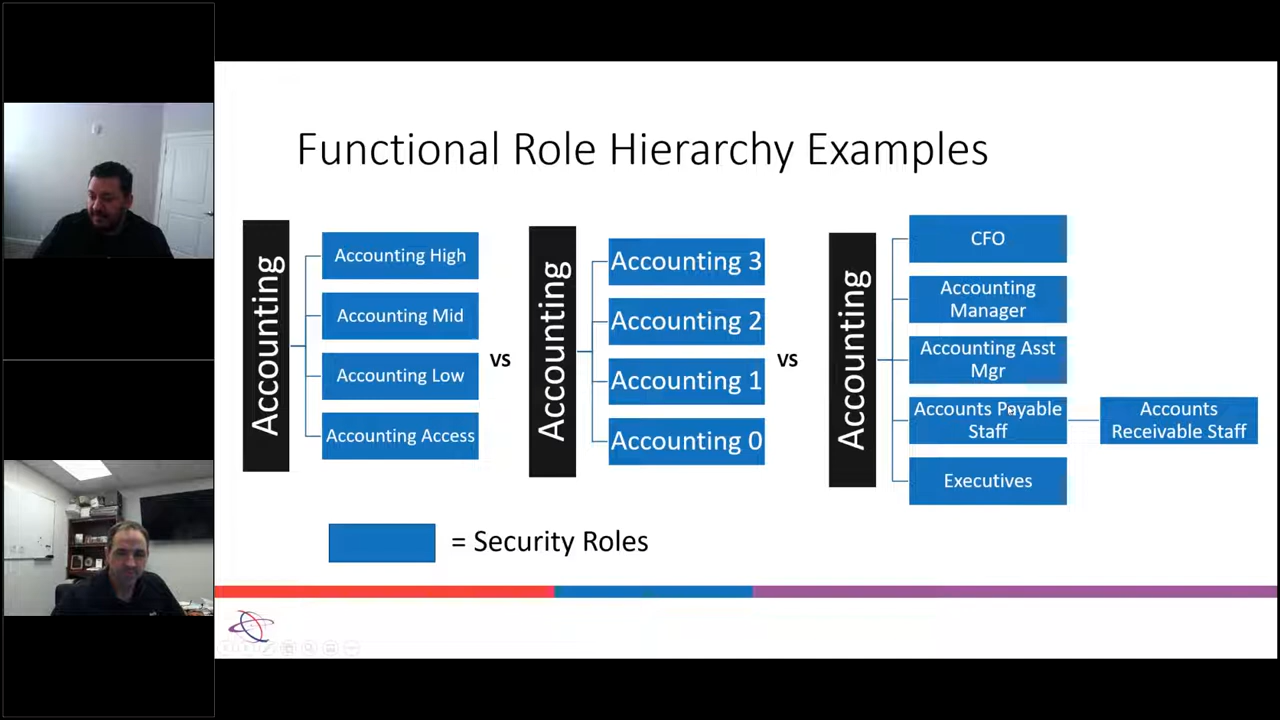 Functional Role Hierarchy Examples
Accounting
Accounting High
Accounting Mid
Accounting Low
Accounting Access
vs
Accounting
Accounting 3
Accounting 2
Accounting 1
Accounting 0
vs
Accounting
CFO
Accounting
Manager
Accounting Asst
Mgr
Accounts Payable
Staff
Accounts
Receivable Staff
Executives
= Security Roles